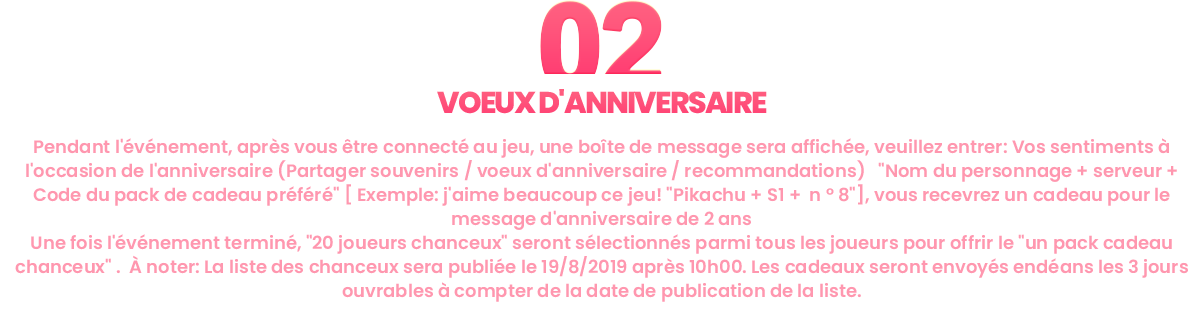 02
VOEUX D'ANNIVERSAIRE
Pendant l'événement, après vous être connecté au jeu, une boîte de message sera affichée, veuillez entrer: Vos sentiments à
l'occasion de l'anniversaire (Partager souvenirs / voeux d'anniversaire / recommandations) "Nom du personnage + serveur +
Code du pack de cadeau préféré" [ Exemple: j'aime beaucoup ce jeu! "Pikachu + S1 + n ° 8"], vous recevrez un cadeau pour le
message d'anniversaire de 2 ans
Une fois l'événement terminé, "20 joueurs chanceux" seront sélectionnés parmi tous les joueurs pour offrir le "un pack cadeau
chanceux" . À noter: La liste des chanceux sera publiée le 19/8/2019 après 10h00. Les cadeaux seront envoyés endéans les 3 jours
ouvrables à compter de la date de publication de la liste.